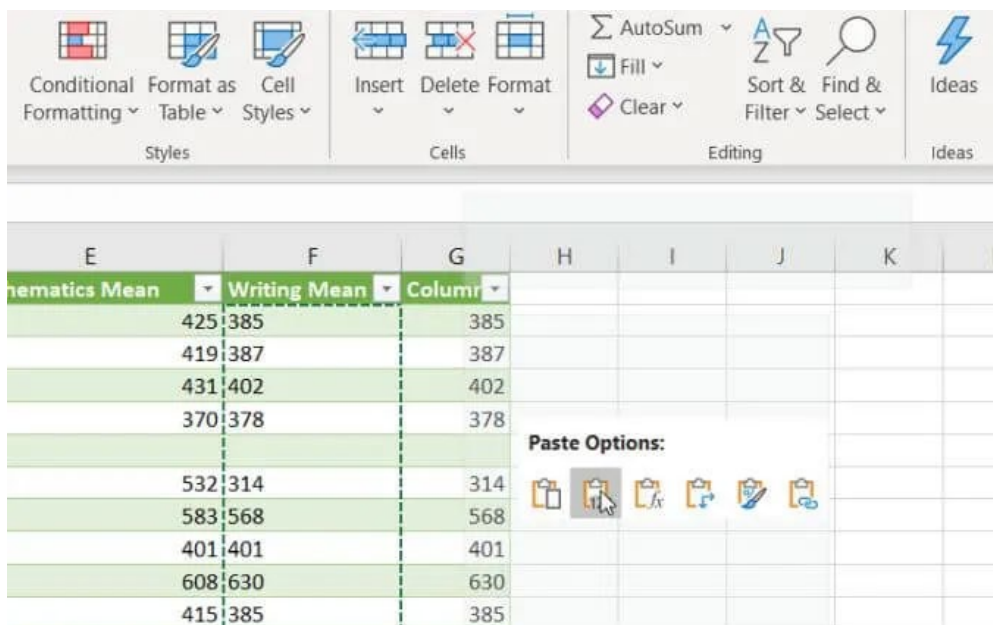 AutoSum
Fill
Clear
Conditional Formatting
Format as Table
Cell Styles
Insert
Delete
Format
Sort & Filter
Find & Select
Ideas
Styles
Cells
Editing
Ideas
E F G H I J K
hematics Mean Writing Mean Colum
425 385 385
419 387 387
431 402 402
370 378 378
Paste Options:
532 314 314
583 568 568
401 401 401
608 630 630
415 385 385